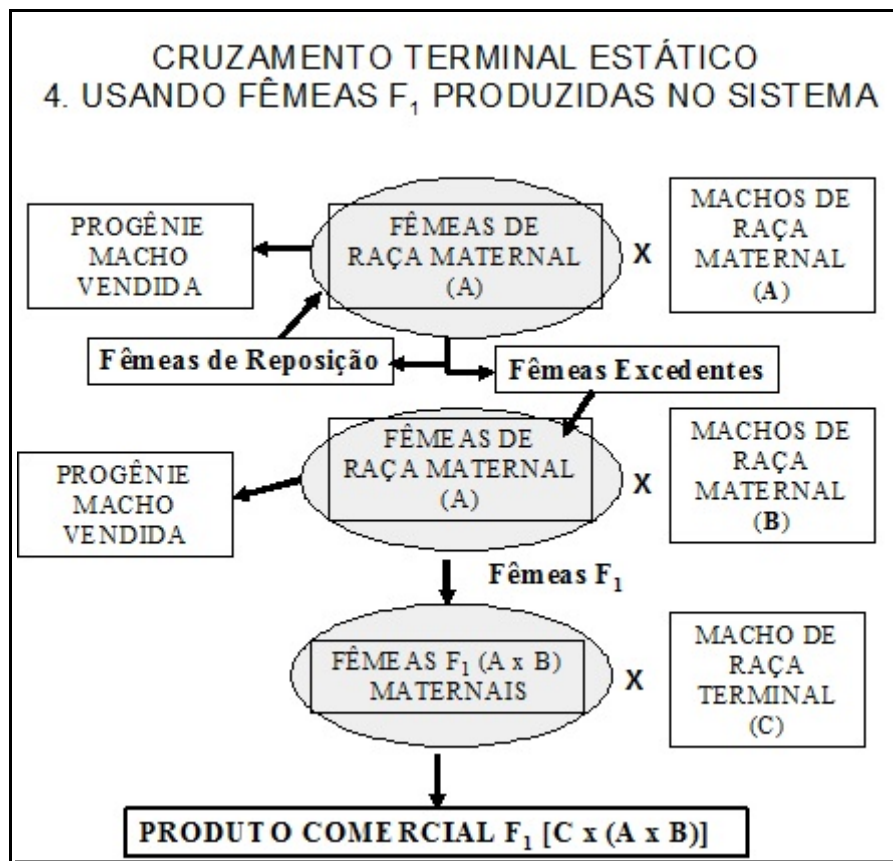 CRUZAMENTO TERMINAL ESTÁTICO
4. USANDO FÊMEAS F₁ PRODUZIDAS NO SISTEMA
PROGÊNIE
MACHO
VENDIDA
FÊMEAS DE
RAÇA MATERNAL
(A)
X
MACHOS DE
RAÇA
MATERNAL
(A)
Fêmeas de Reposição
Fêmeas Excedentes
PROGÊNIE
MACHO
VENDIDA
FÊMEAS DE
RAÇA MATERNAL
(A)
X
MACHOS DE
RAÇA
MATERNAL
(B)
Fêmeas F₁
FÊMEAS F₁ (A x B)
MATERNAIS
X
MACHO DE
RAÇA
TERMINAL
(C)
PRODUTO COMERCIAL F₁ [C x (A x B)]